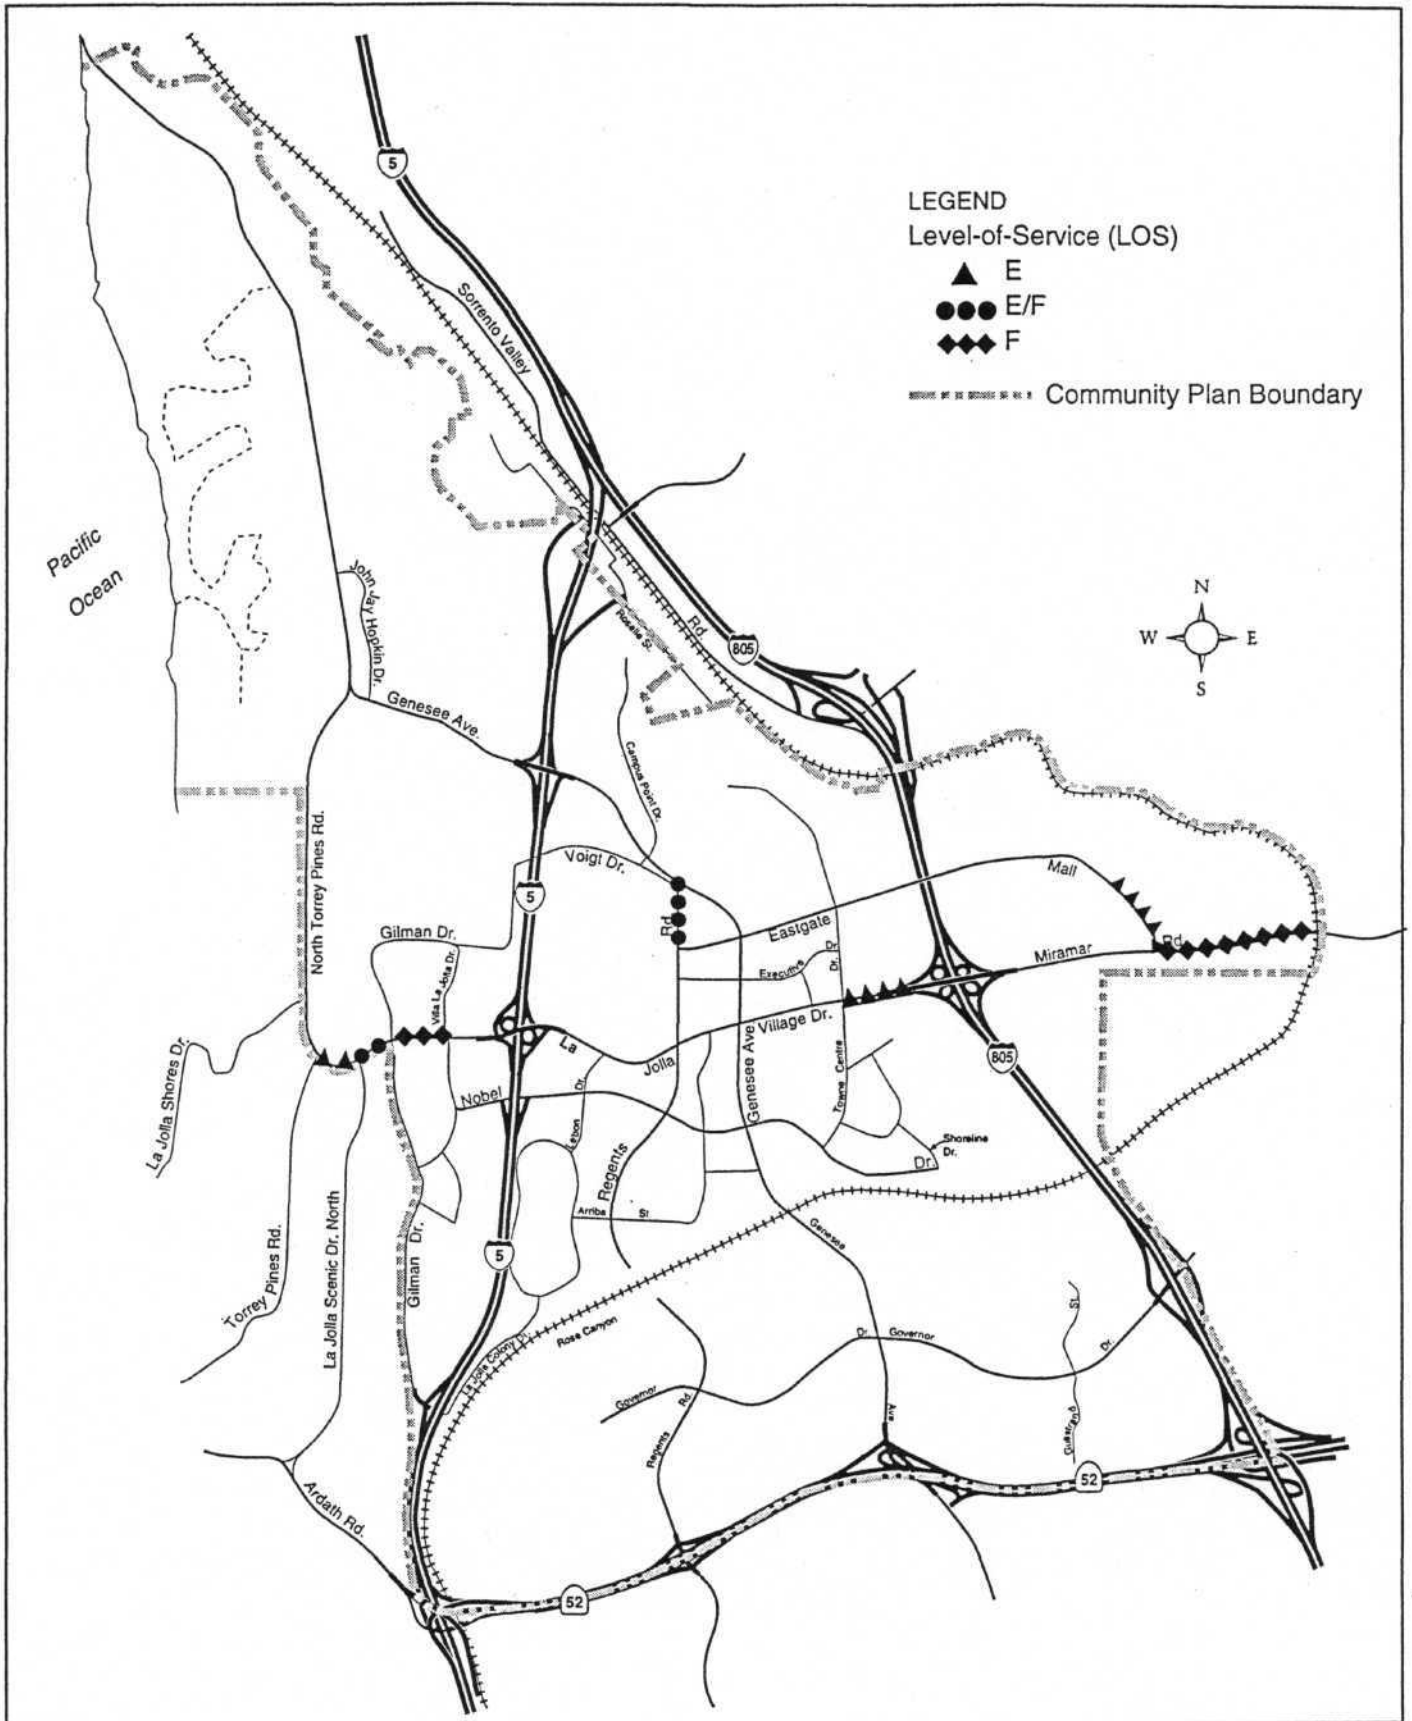 5
LEGEND
Level-of-Service (LOS)
E
E/F
F
Community Plan Boundary
Sorrento Valley
Rd.
Pacific
Ocean
John Jay Hopkin Dr.
N
W
E
S
Roselle St.
805
Genesee Ave.
Campus Point Dr.
North Torrey Pines Rd.
Voigt Dr.
Mall
5
Rd
Gilman Dr.
Eastgate
Rd.
Miramar
Villa La Jolla Dr.
Executive
Dr.
Dr.
Village Dr.
La
Jolla
Genesee Ave
La Jolla Shores Dr.
805
Nobel
Lebon
Dr.
Towne Centre
Shoreline
Dr.
Dr.
Regents
Arriba
St.
Torrey Pines Rd.
La Jolla Scenic Dr. North
Gilman Dr.
5
Genesee
Rose Canyon
La Jolla Colony Dr.
St.
Dr.
Governor
Dr.
Governor
Rd.
Regents
Ave
Gullstrand
52
Ardath Rd.
52